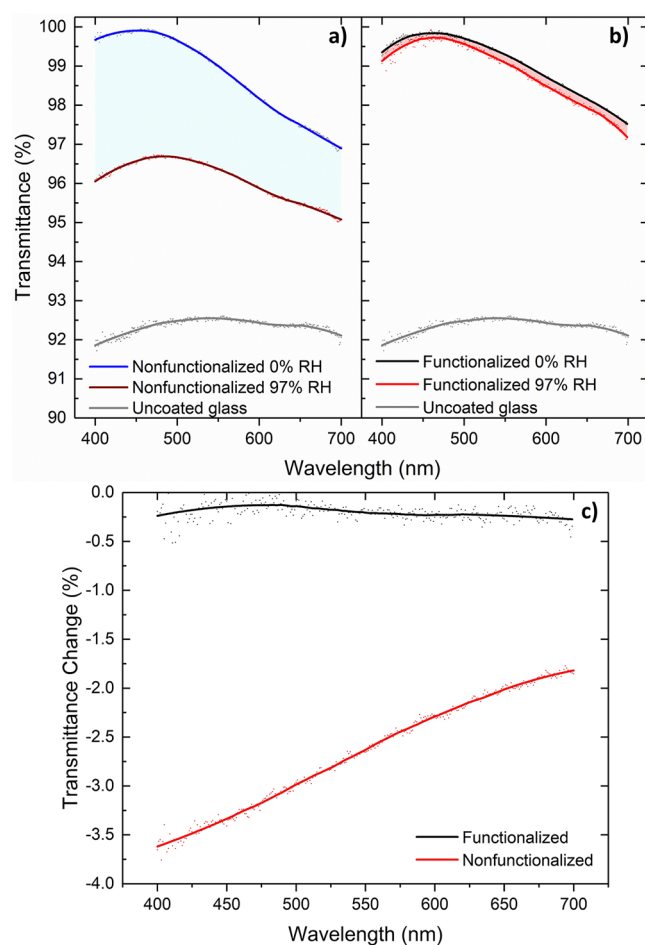 a)
b)
Transmittance (%)
100
99
98
97
96
95
94
93
92
91
90
Nonfunctionalized 0% RH
Nonfunctionalized 97% RH
Uncoated glass
Functionalized 0% RH
Functionalized 97% RH
Uncoated glass
400 500 600 700 400 500 600 700
Wavelength (nm)
c)
Transmittance Change (%)
0.0
-0.5
-1.0
-1.5
-2.0
-2.5
-3.0
-3.5
-4.0
Functionalized
Nonfunctionalized
400 450 500 550 600 650 700
Wavelength (nm)